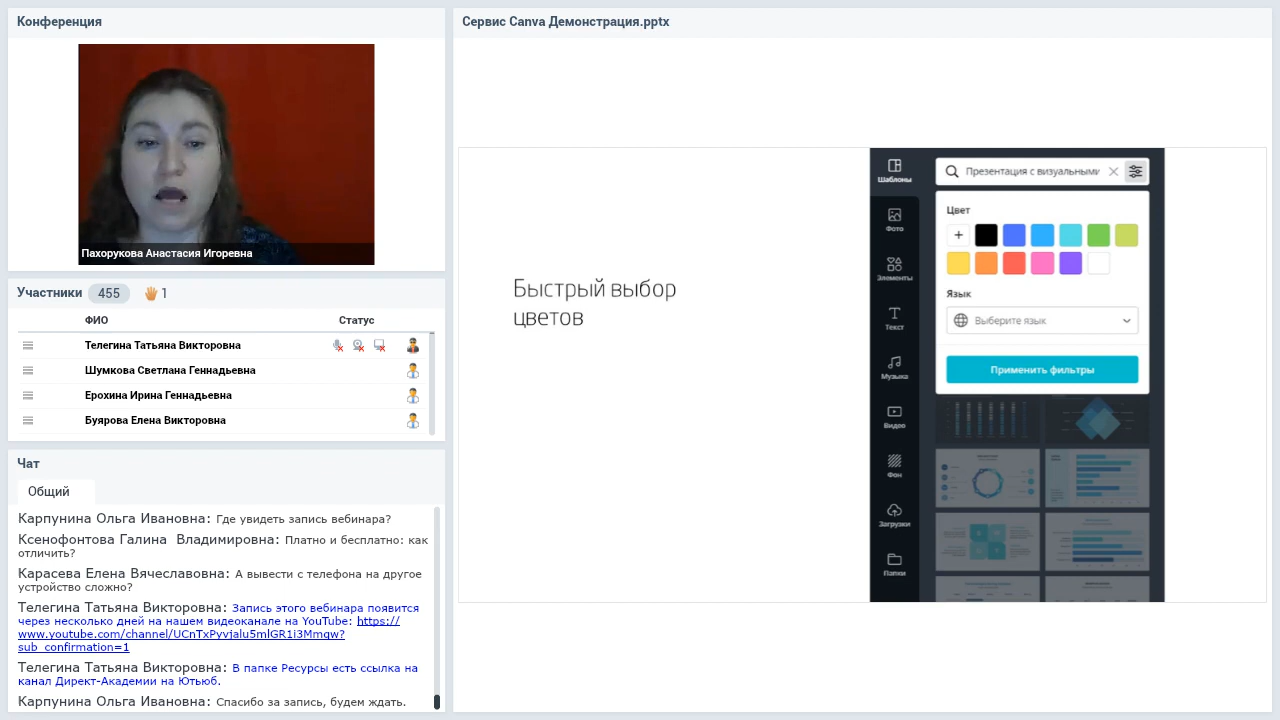 Конференция
Пахорукова Анастасия Игоревна
Участники 455 1
ФИО Статус
Телегина Татьяна Викторовна
Шумкова Светлана Геннадьевна
Ерохина Ирина Геннадьевна
Буярова Елена Викторовна
Чат
Общий
Карпунина Ольга Ивановна: Где увидеть запись вебинара?
Ксенофонтова Галина Владимировна: Платно и бесплатно: как
отличить?
Карасева Елена Вячеславовна: А вывести с телефона на другое
устройство сложно?
Телегина Татьяна Викторовна: Запись этого вебинара появится
через несколько дней на нашем видеоканале на YouTube: https://
www.youtube.com/channel/UCnTxPyvjalu5mlGR1i3Mmqw?
sub_confirmation=1
Телегина Татьяна Викторовна: В папке Ресурсы есть ссылка на
канал Директ-Академии на Ютьюб.
Карпунина Ольга Ивановна: Спасибо за запись, будем ждать.
Сервис Canva Демонстрация.pptx
Быстрый выбор
цветов
Шаблоны
Фото
Элементы
Текст
Музыка
Видео
Фон
Загрузки
Папки
Презентация с визуальными
Цвет
+
Язык
Выберите язык
Применить фильтры